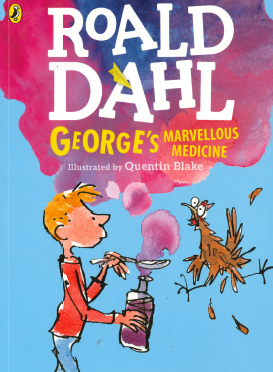 ROALD
DAHL
GEORGE'S MARVELLOUS
MEDICINE
Illustrated by Quentin Blake